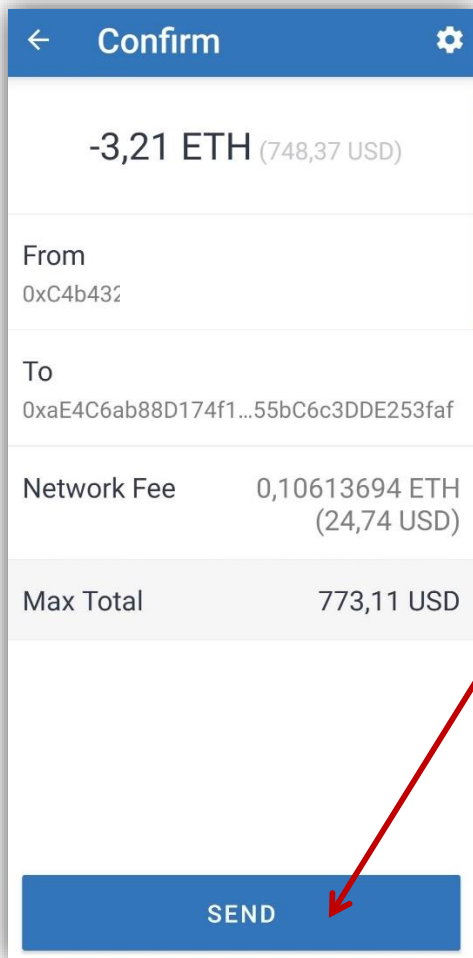 Confirm
-3,21 ETH (748,37 USD)
From
0xC4b432
To
0xaE4C6ab88D174f1...55bC6c3DDE253faf
Network Fee 0,10613694 ETH
(24,74 USD)
Max Total 773,11 USD
SEND